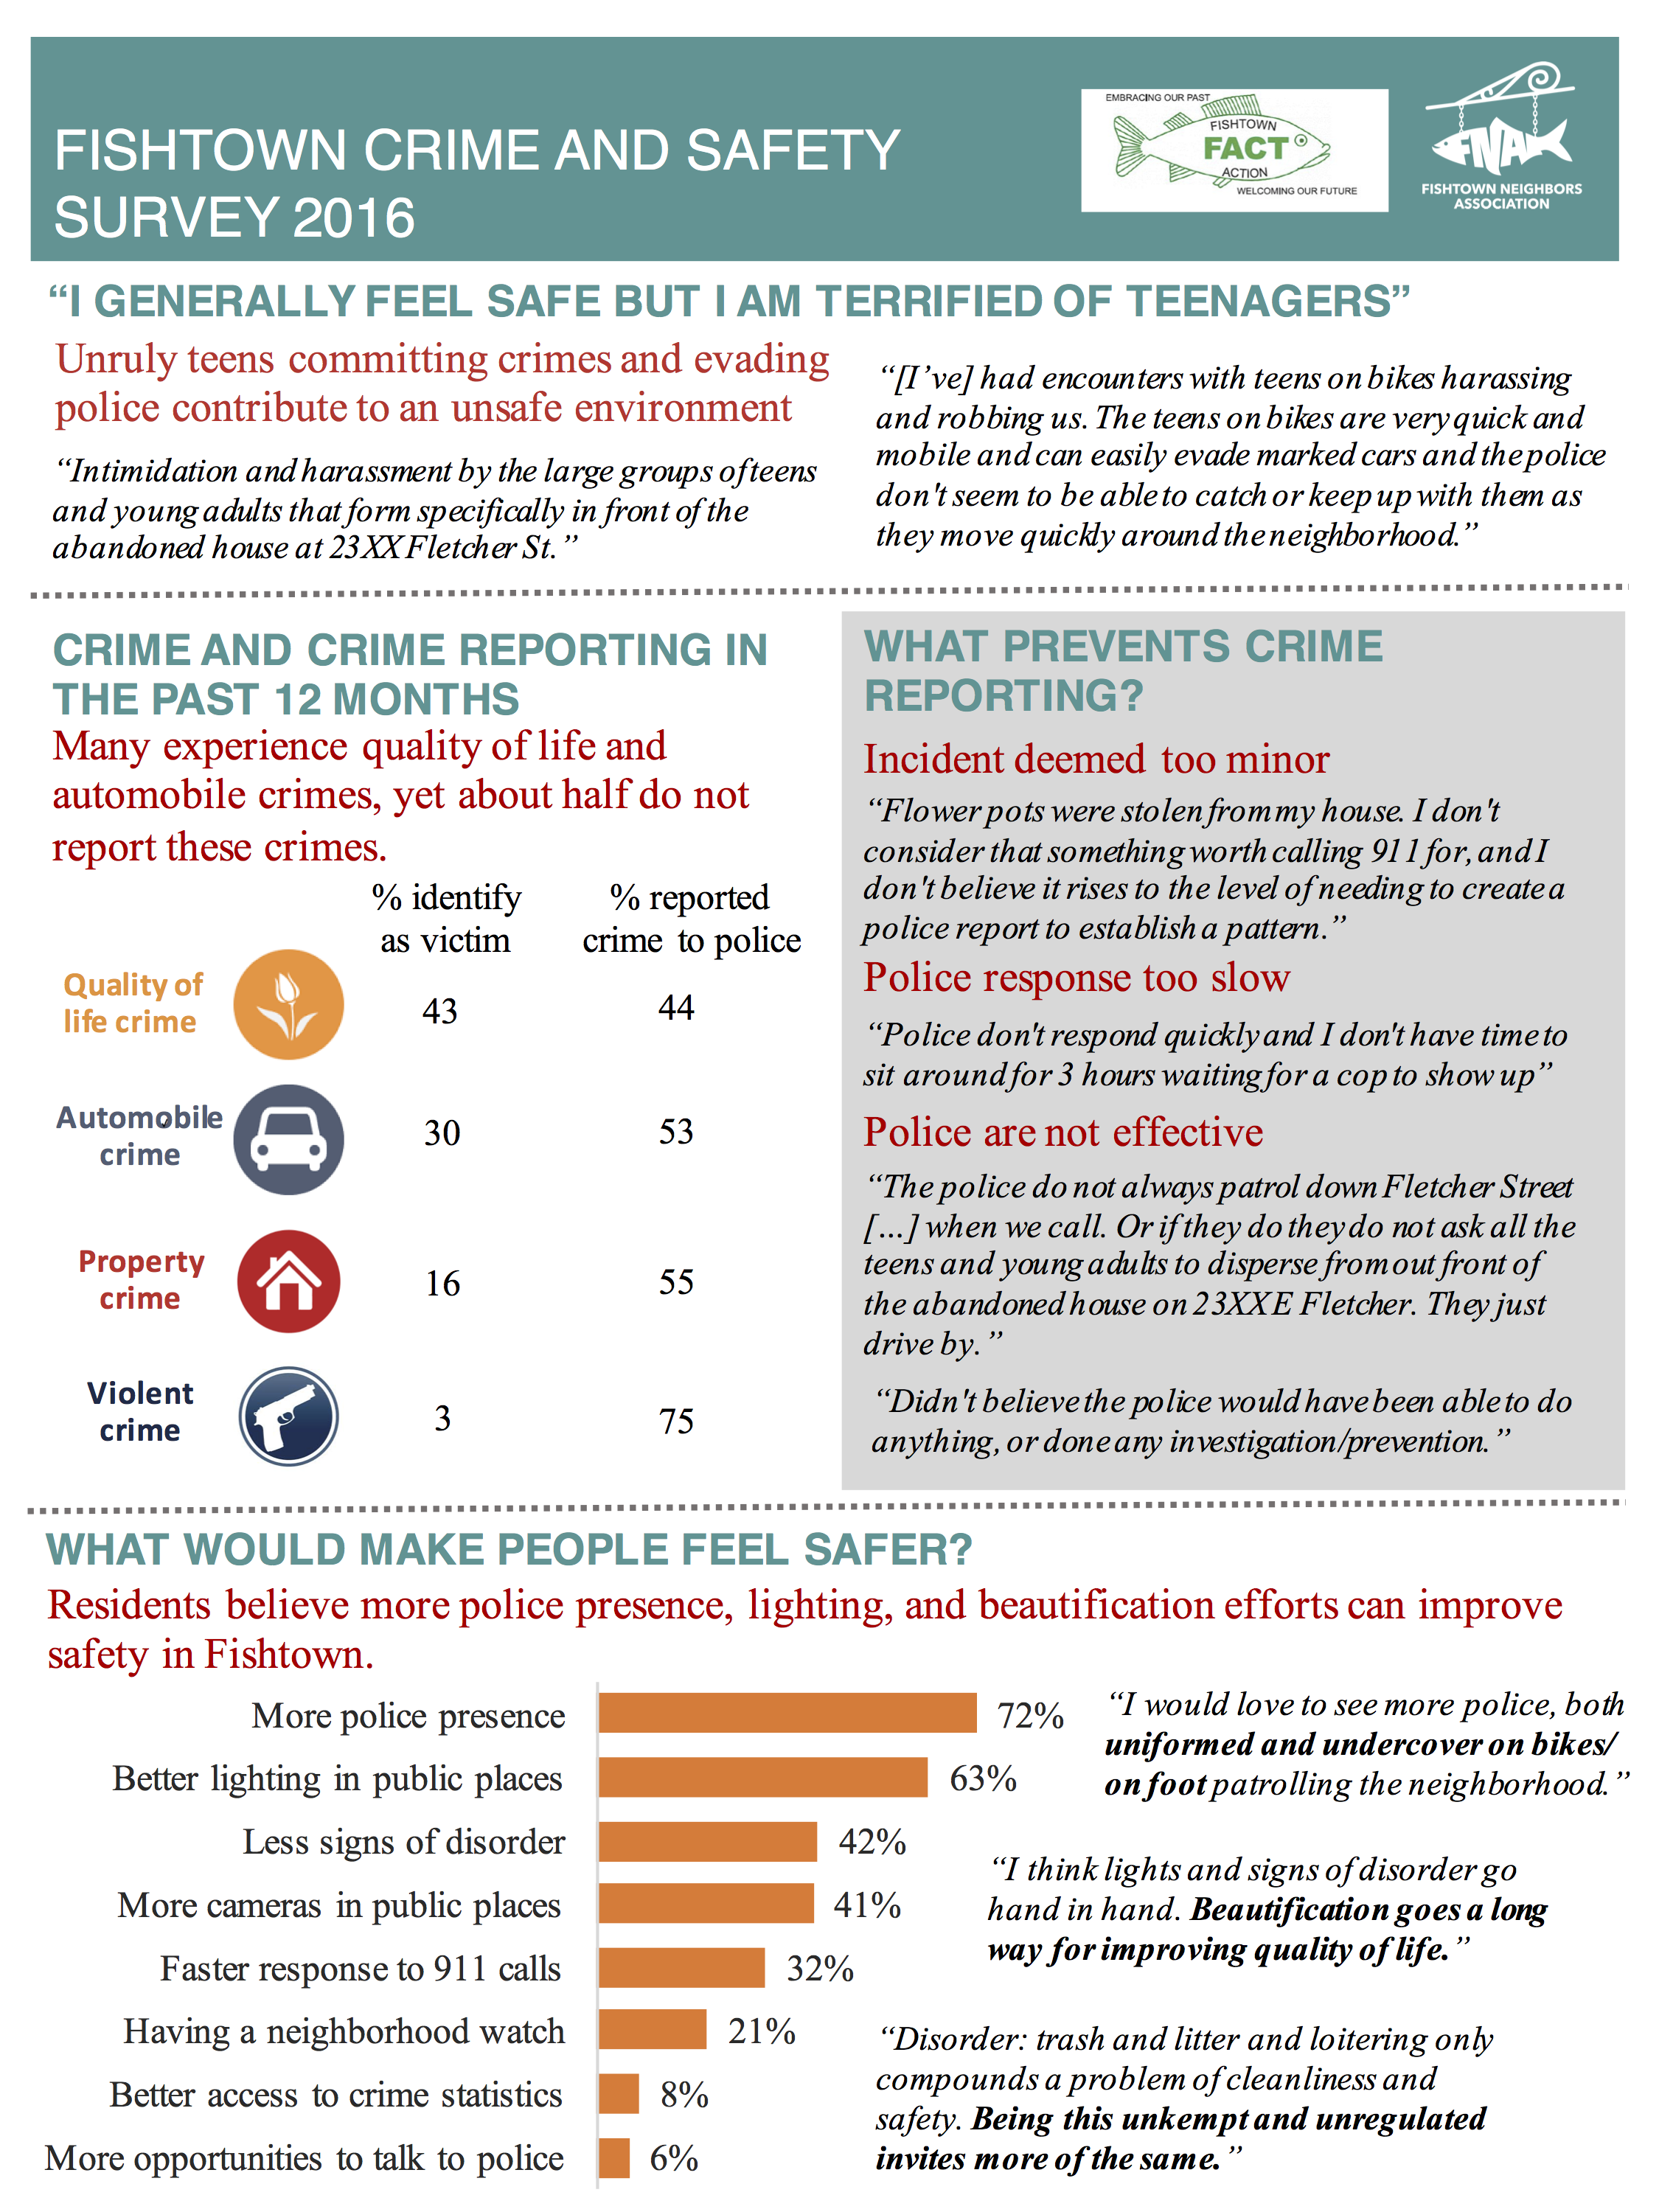 FISHTOWN CRIME AND SAFETY
SURVEY 2016
EMBRACING OUR PAST
FISHTOWN
FACT
ACTION
WELCOMING OUR FUTURE
FNA
FISHTOWN NEIGHBORS
ASSOCIATION
“I GENERALLY FEEL SAFE BUT I AM TERRIFIED OF TEENAGERS”
Unruly teens committing crimes and evading
police contribute to an unsafe environment
“Intimidation and harassment by the large groups of teens
and young adults that form specifically in front of the
abandoned house at 23XX Fletcher St.”
“[I’ve] had encounters with teens on bikes harassing
and robbing us. The teens on bikes are very quick and
mobile and can easily evade marked cars and the police
don't seem to be able to catch or keep up with them as
they move quickly around the neighborhood.”
CRIME AND CRIME REPORTING IN
THE PAST 12 MONTHS
Many experience quality of life and
automobile crimes, yet about half do not
report these crimes.
% identify
as victim
% reported
crime to police
Quality of
life crime
43
44
Automobile
crime
30
53
Property
crime
16
55
Violent
crime
3
75
WHAT PREVENTS CRIME
REPORTING?
Incident deemed too minor
“Flower pots were stolen from my house. I don't
consider that something worth calling 911 for, and I
don't believe it rises to the level of needing to create a
police report to establish a pattern.”
Police response too slow
“Police don't respond quickly and I don't have time to
sit around for 3 hours waiting for a cop to show up”
Police are not effective
“The police do not always patrol down Fletcher Street
[...] when we call. Or if they do they do not ask all the
teens and young adults to disperse from out front of
the abandoned house on 23XX E Fletcher. They just
drive by.”
“Didn't believe the police would have been able to do
anything, or done any investigation/prevention.”
WHAT WOULD MAKE PEOPLE FEEL SAFER?
Residents believe more police presence, lighting, and beautification efforts can improve
safety in Fishtown.
More police presence 72%
Better lighting in public places 63%
Less signs of disorder 42%
More cameras in public places 41%
Faster response to 911 calls 32%
Having a neighborhood watch 21%
Better access to crime statistics 8%
More opportunities to talk to police 6%
“I would love to see more police, both
uniformed and undercover on bikes/
on foot patrolling the neighborhood.”
“I think lights and signs of disorder go
hand in hand. Beautification goes a long
way for improving quality of life.”
“Disorder: trash and litter and loitering only
compounds a problem of cleanliness and
safety. Being this unkempt and unregulated
invites more of the same.”